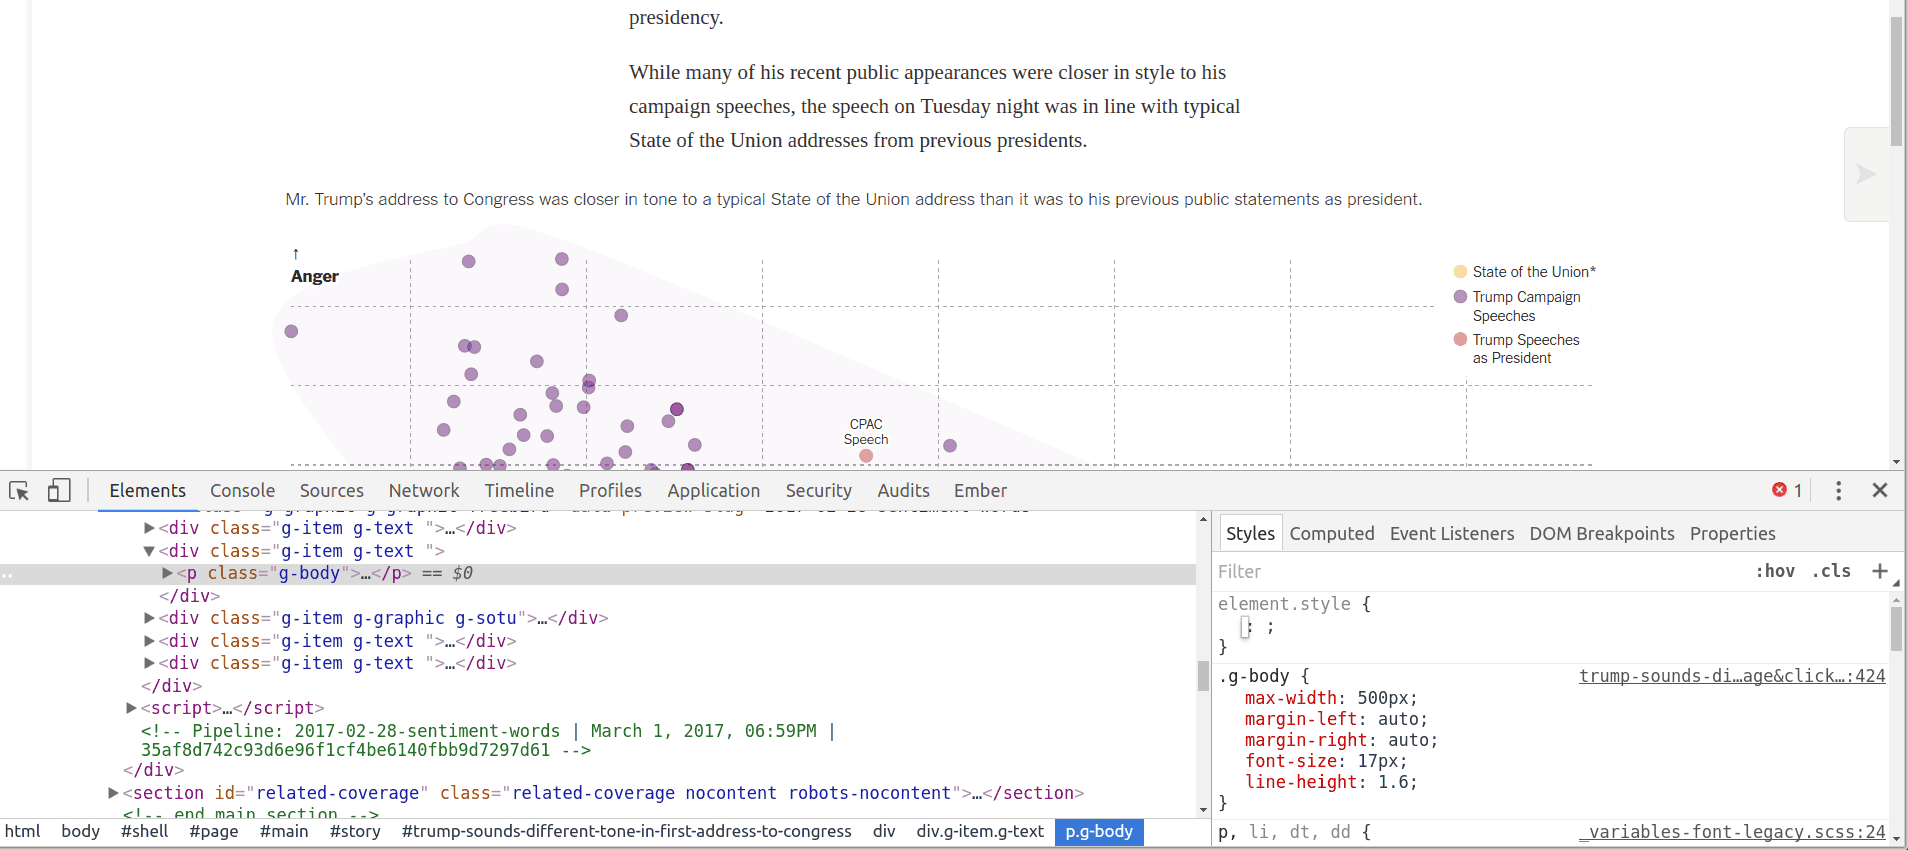 presidency.
While many of his recent public appearances were closer in style to his
campaign speeches, the speech on Tuesday night was in line with typical
State of the Union addresses from previous presidents.
Mr. Trump's address to Congress was closer in tone to a typical State of the Union address than it was to his previous public statements as president.
↑
Anger
State of the Union*
Trump Campaign
Speeches
Trump Speeches
as President
CPAC
Speech
Elements Console Sources Network Timeline Profiles Application Security Audits Ember 1
▶<div class="g-item g-text ">…</div>
▼<div class="g-item g-text ">
▶<p class="g-body">…</p> == $0
</div>
▶<div class="g-item g-graphic g-sotu">…</div>
▶<div class="g-item g-text ">…</div>
▶<div class="g-item g-text ">…</div>
</div>
▶<script>…</script>
<!-- Pipeline: 2017-02-28-sentiment-words | March 1, 2017, 06:59PM |
35af8d742c93d6e96f1cf4be6140fbb9d7297d61 -->
</div>
▶<section id="related-coverage" class="related-coverage nocontent robots-nocontent">…</section>
<!-- end main section -->
html body #shell #page #main #story #trump-sounds-different-tone-in-first-address-to-congress div div.g-item.g-text p.g-body
Styles Computed Event Listeners DOM Breakpoints Properties
Filter :hov .cls +
element.style {
: ;
}
.g-body { trump-sounds-di…age&click…:424
max-width: 500px;
margin-left: auto;
margin-right: auto;
font-size: 17px;
line-height: 1.6;
}
p, li, dt, dd { _variables-font-legacy.scss:24